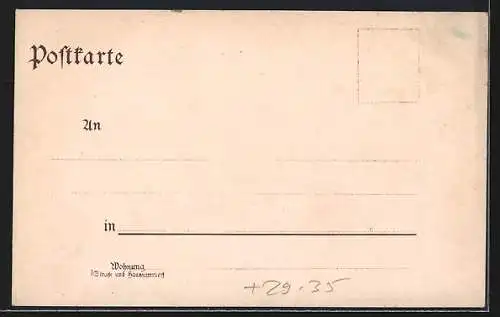 Postkarte
An
in
Wohnung
(Straße und Hausnummer)
+29.35